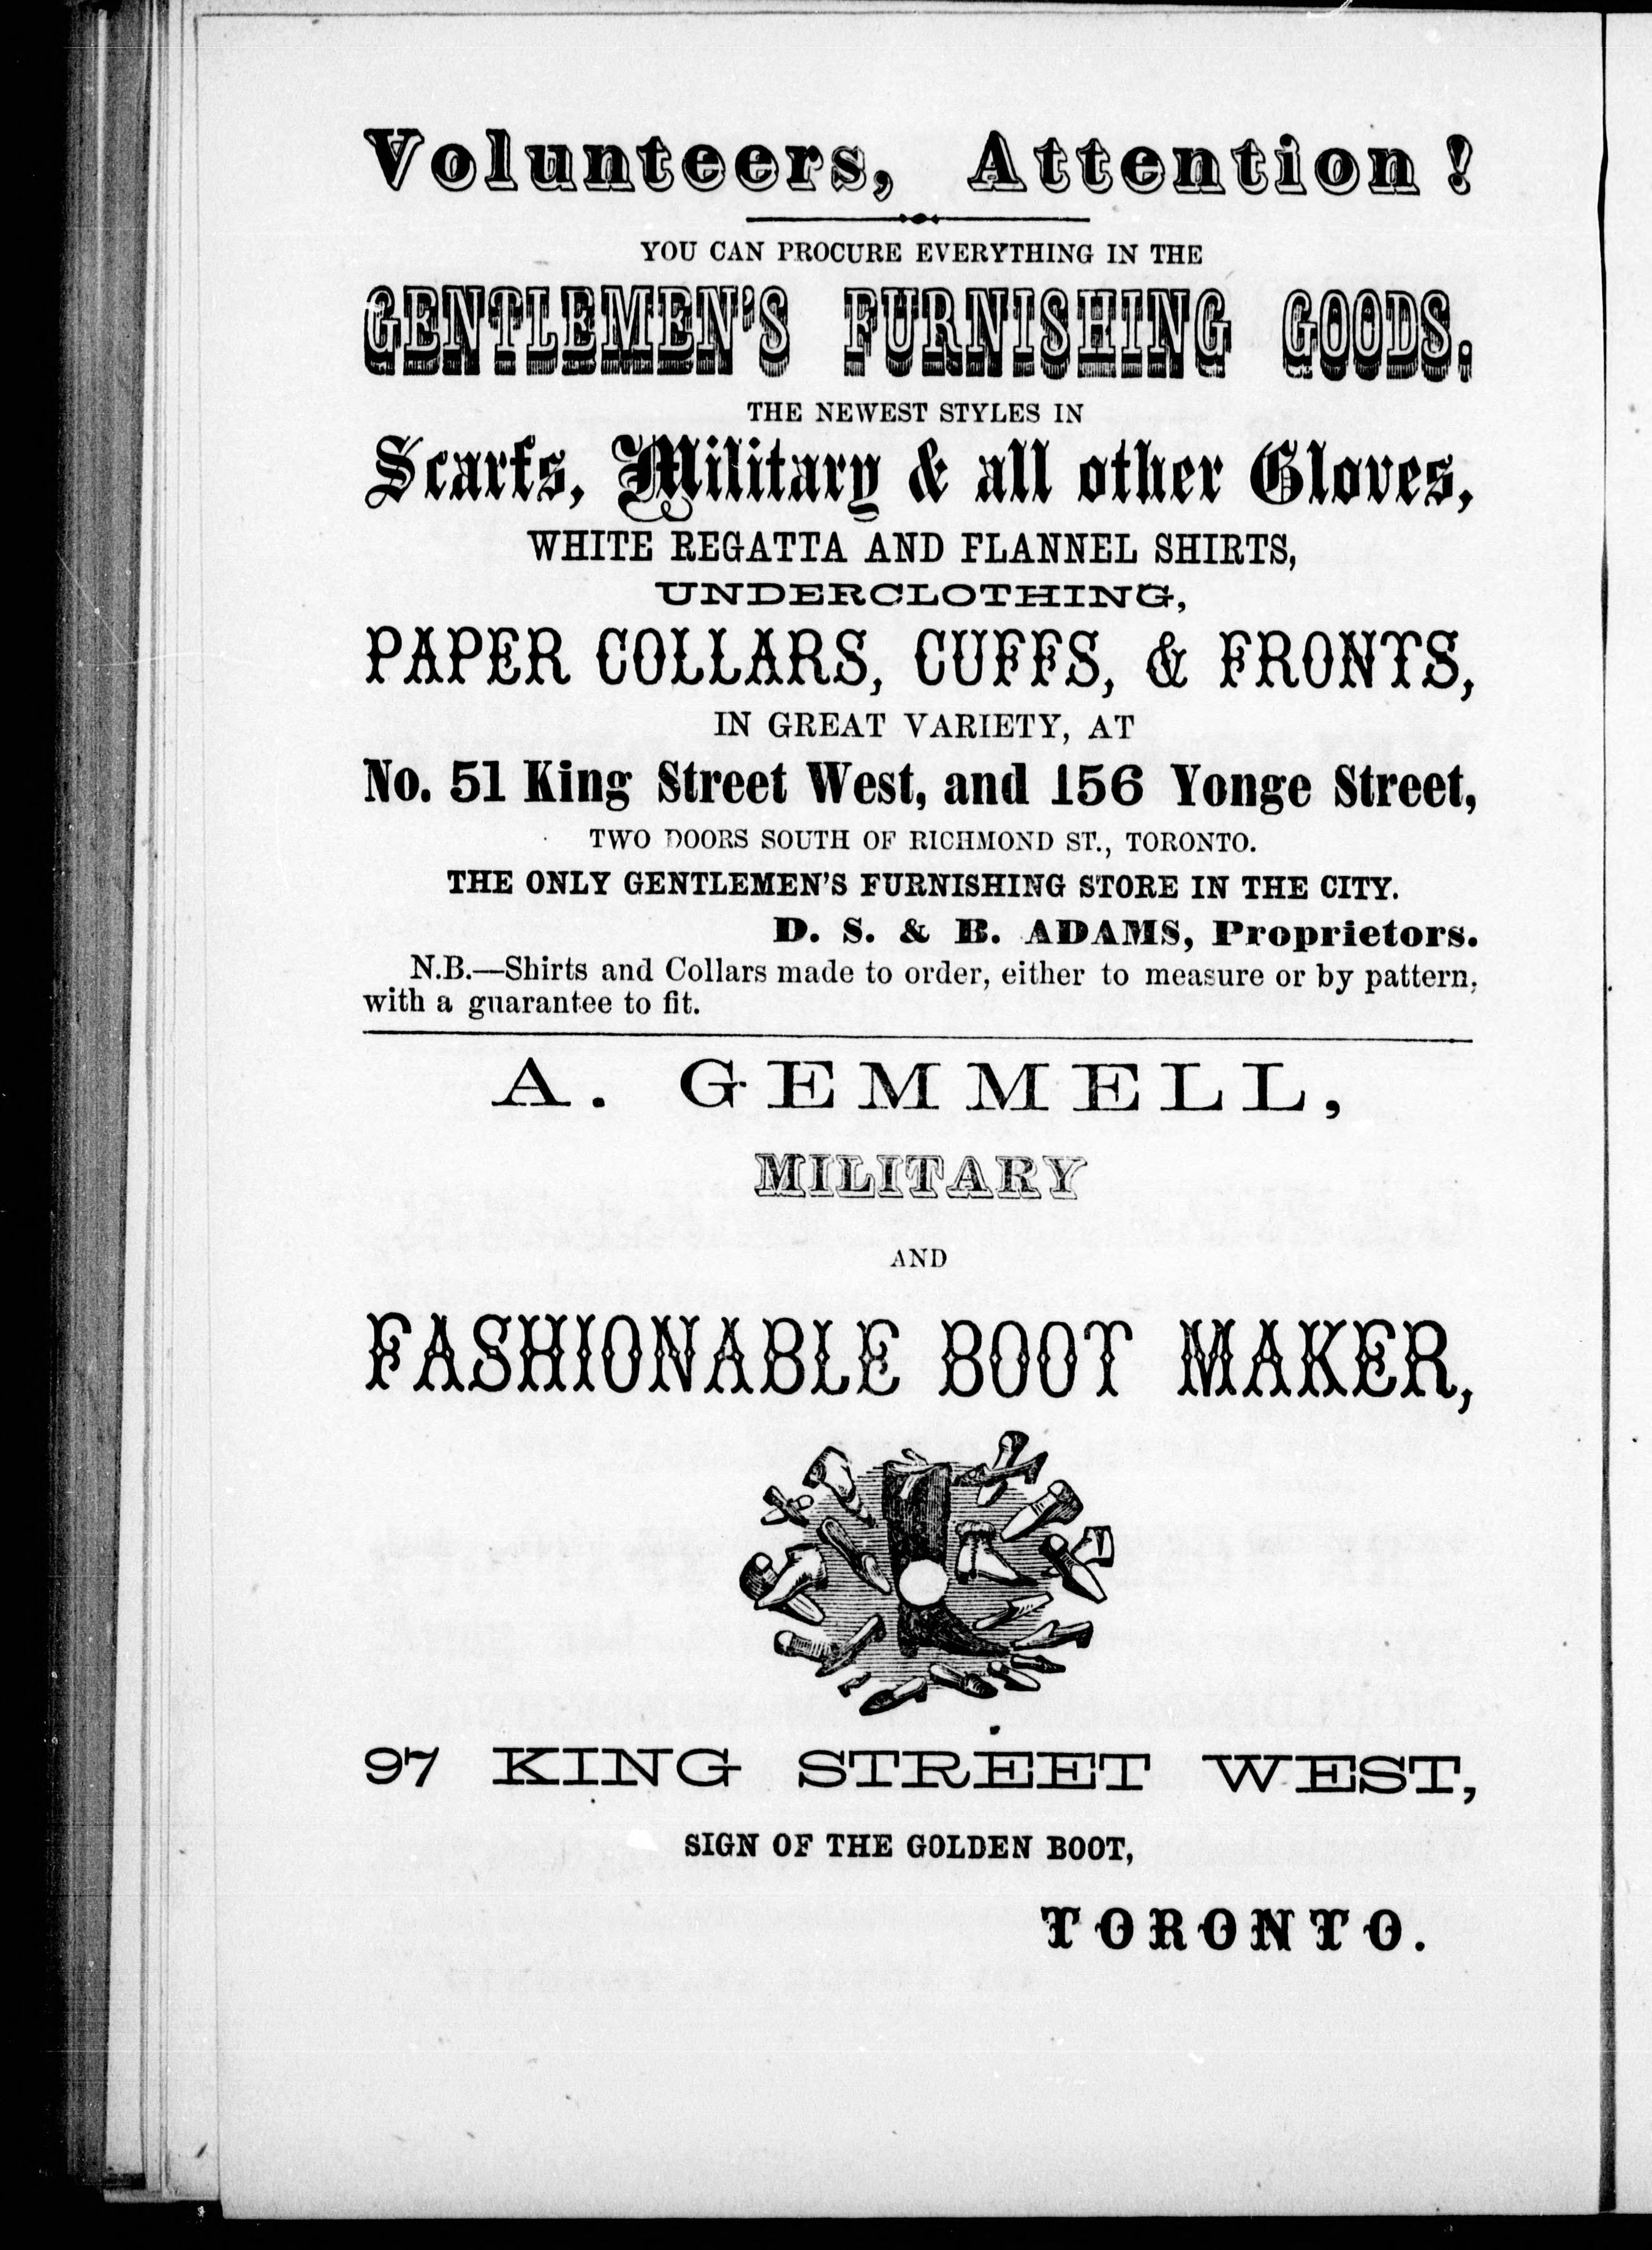 Volunteers, Attention!
YOU CAN PROCURE EVERYTHING IN THE
GENTLEMEN'S FURNISHING GOODS.
THE NEWEST STYLES IN
Scarfs, Military & all other Gloves,
WHITE REGATTA AND FLANNEL SHIRTS,
UNDERCLOTHING,
PAPER COLLARS, CUFFS, & FRONTS,
IN GREAT VARIETY, AT
No. 51 King Street West, and 156 Yonge Street,
TWO DOORS SOUTH OF RICHMOND ST., TORONTO.
THE ONLY GENTLEMEN'S FURNISHING STORE IN THE CITY.
D. S. & B. ADAMS, Proprietors.
N.B.—Shirts and Collars made to order, either to measure or by pattern,
with a guarantee to fit.
A. GEMMELL,
MILITARY
AND
FASHIONABLE BOOT MAKER,
97 KING STREET WEST,
SIGN OF THE GOLDEN BOOT,
TORONTO.